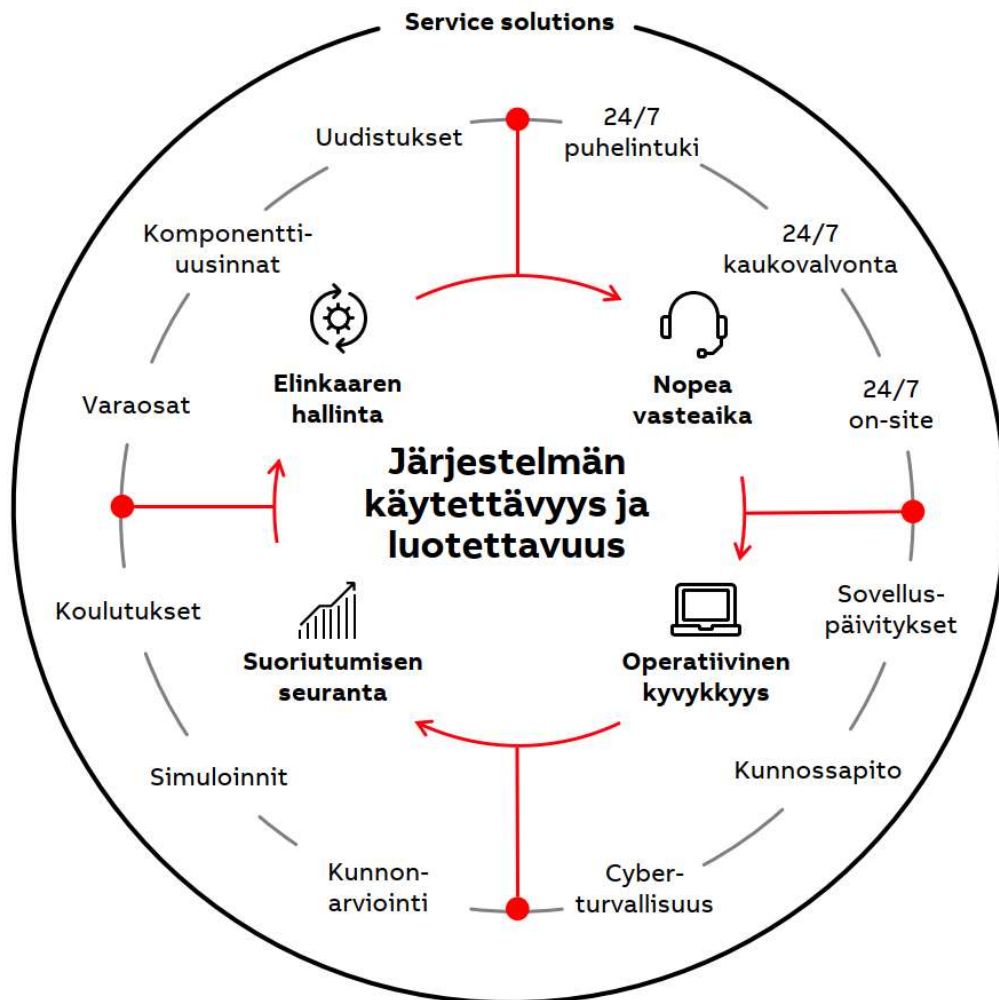 Service solutions
Uudistukset
24/7
puhelintuki
Komponentti-
uusinnat
24/7
kaukovalvonta
Elinkaaren
hallinta
Nopea
vasteaika
Varaosat
24/7
on-site
Järjestelmän
käytettävyys ja
luotettavuus
Koulutukset
Sovellus-
päivitykset
Suoriutumisen
seuranta
Operatiivinen
kyvykkyys
Simuloinnit
Kunnossapito
Kunnon-
arviointi
Cyber-
turvallisuus